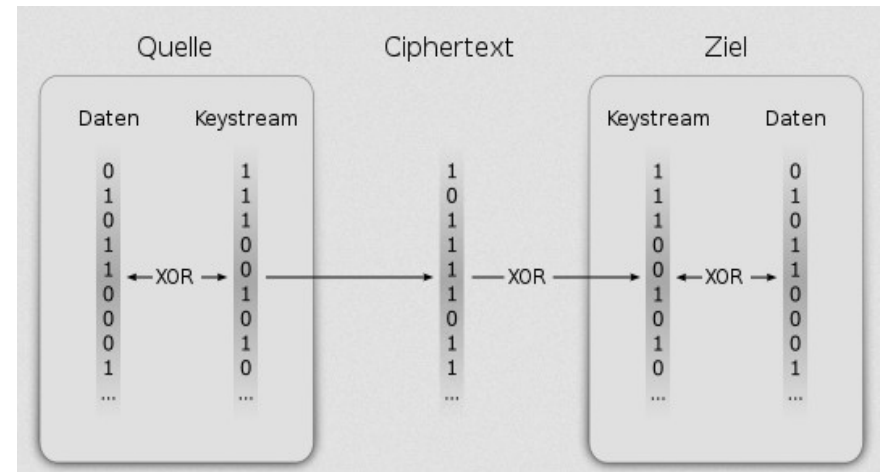 Quelle Ciphertext Ziel
Daten Keystream Keystream Daten
0 1 1 1 0
1 1 0 1 1
0 1 1 1 0
1 0 1 0 1
1 XOR 0 1 XOR 0 XOR 1
0 1 1 1 0
0 0 0 0 0
0 1 1 1 0
1 0 1 0 1
... ... ... ... ...